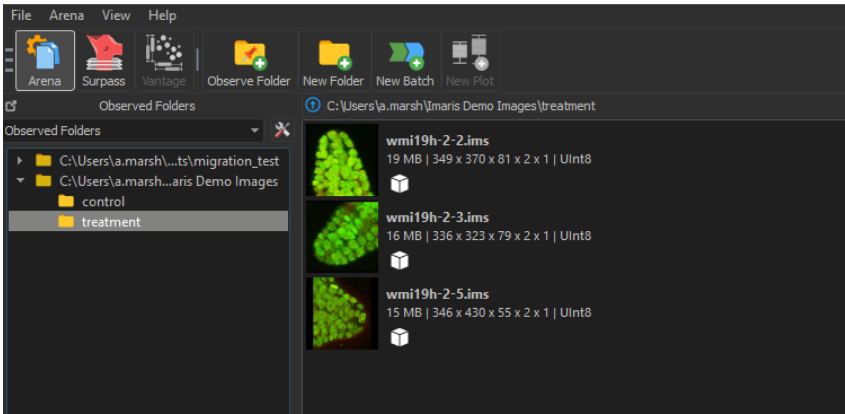 File Arena View Help
Arena Surpass Vantage Observe Folder New Folder New Batch New Plot
Observed Folders
C:\Users\a.marsh\Imaris Demo Images\treatment
Observed Folders
C:\Users\a.marsh\...ts\migration_test
C:\Users\a.marsh...aris Demo Images
control
treatment
wmi19h-2-2.ims
19 MB | 349 x 370 x 81 x 2 x 1 | UInt8
wmi19h-2-3.ims
16 MB | 336 x 323 x 79 x 2 x 1 | UInt8
wmi19h-2-5.ims
15 MB | 346 x 430 x 55 x 2 x 1 | UInt8